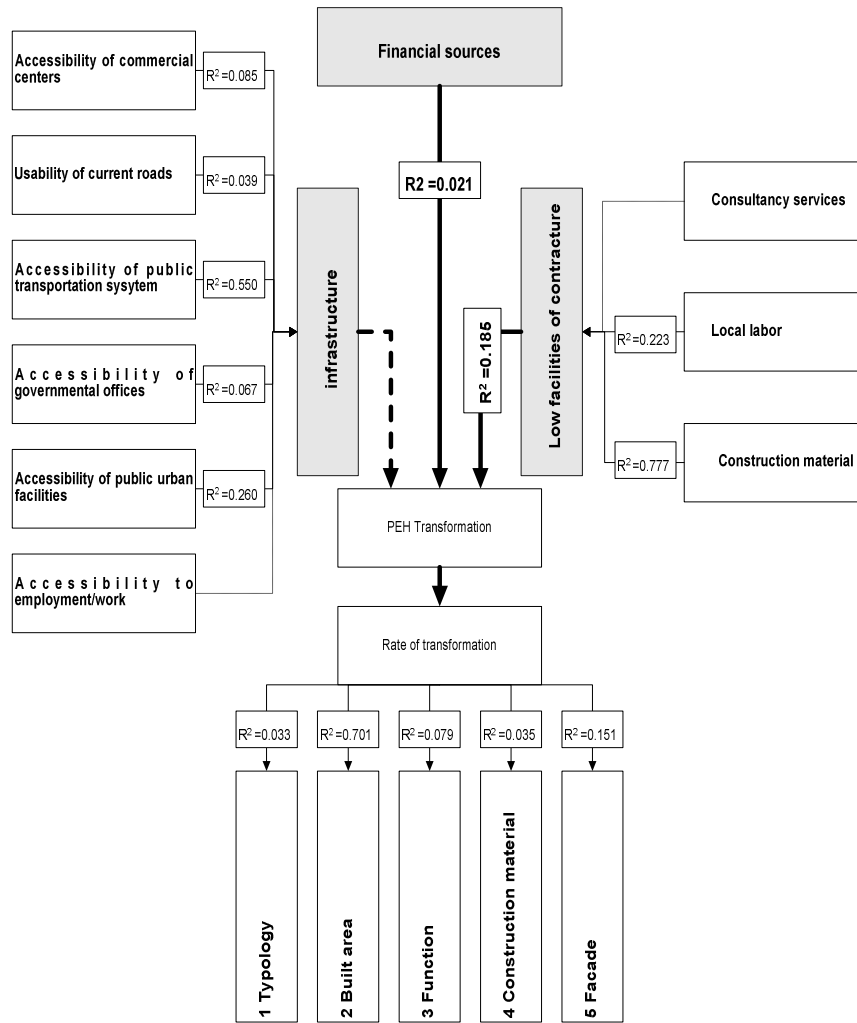 Financial sources
Accessibility of commercial
centers
R² =0.085
Usability of current roads
R² =0.039
Accessibility of public
transportation sysytem
R² =0.550
Accessibility of
governmental offices
R² =0.067
Accessibility of public urban
facilities
R² =0.260
Accessibility to
employment/work
infrastructure
R2 =0.021
R² =0.185
Low facilities of contracture
Consultancy services
R² =0.223
Local labor
R² =0.777
Construction material
PEH Transformation
Rate of transformation
R² =0.033
R² =0.701
R² =0.079
R² =0.035
R² =0.151
1 Typology
2 Built area
3 Function
4 Construction material
5 Facade